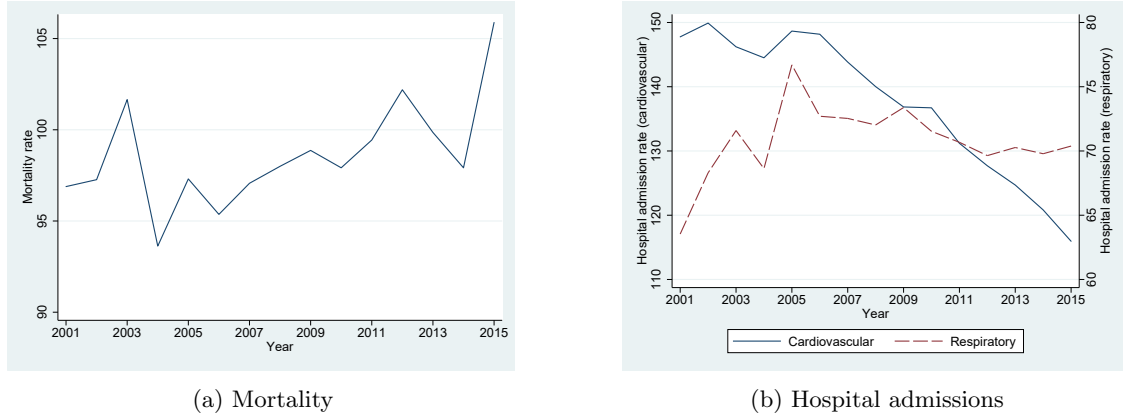 105
100
95
90
Mortality rate
2001 2003 2005 2007 2009 2011 2013 2015
Year
(a) Mortality
150
140
130
120
110
Hospital admission rate (cardiovascular)
80
75
70
65
60
Hospital admission rate (respiratory)
2001 2003 2005 2007 2009 2011 2013 2015
Year
Cardiovascular Respiratory
(b) Hospital admissions